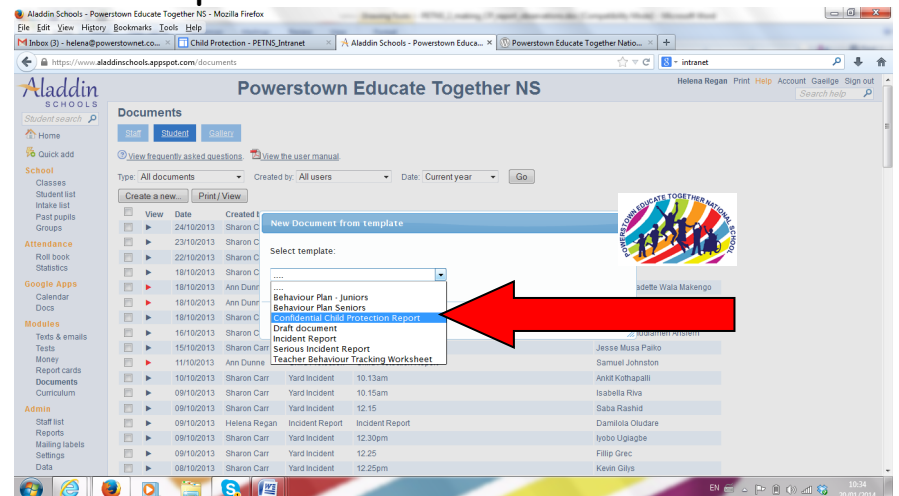 Aladdin Schools - Powerstown Educate Together NS - Mozilla Firefox
File Edit View History Bookmarks Tools Help
Inbox (3) - helena@powerstownet.co... × Child Protection - PETNS_Intranet × Aladdin Schools - Powerstown Educa... × Powerstown Educate Together Natio... × +
https://www.aladdinschools.appspot.com/documents intranet
Aladdin SCHOOLS
Powerstown Educate Together NS
Helena Regan Print Help Account Gaeilge Sign out
Search help
Student search
Home
Quick add
School
Classes
Student list
Intake list
Past pupils
Groups
Attendance
Roll book
Statistics
Google Apps
Calendar
Docs
Modules
Texts & emails
Tests
Money
Report cards
Documents
Curriculum
Admin
Staff list
Reports
Mailing labels
Settings
Data
Documents
Staff Student Gallery
View frequently asked questions. View the user manual.
Type: All documents Created by: All users Date: Current year Go
Create a new... Print / View
View Date Created
24/10/2013 Sharon C
23/10/2013 Sharon C
22/10/2013 Sharon C
18/10/2013 Sharon C
18/10/2013 Ann Dunn adette Wala Makengo
18/10/2013 Ann Dunn
18/10/2013 Sharon C
16/10/2013 Sharon C
15/10/2013 Sharon Carr Jesse Musa Paiko
11/10/2013 Ann Dunne Samuel Johnston
10/10/2013 Sharon Carr Yard Incident 10.13am Ankit Kothapalli
09/10/2013 Sharon Carr Yard Incident 10.15am Isabella Riva
09/10/2013 Sharon Carr Yard Incident 12.15 Saba Rashid
09/10/2013 Helena Regan Incident Report Incident Report Damilola Oludare
09/10/2013 Sharon Carr Yard Incident 12.30pm Iyobo Ugiagbe
09/10/2013 Sharon Carr Yard Incident 12.25 Fillip Grec
08/10/2013 Sharon Carr Yard Incident 12.25pm Kevin Gilys
New Document from template
Select template:
....
....
Behaviour Plan - Juniors
Behaviour Plan Seniors
Confidential Child Protection Report
Draft document
Incident Report
Serious Incident Report
Teacher Behaviour Tracking Worksheet
POWERSTOWN EDUCATE TOGETHER NATIONAL SCHOOL
EN
10:34
20/01/2014